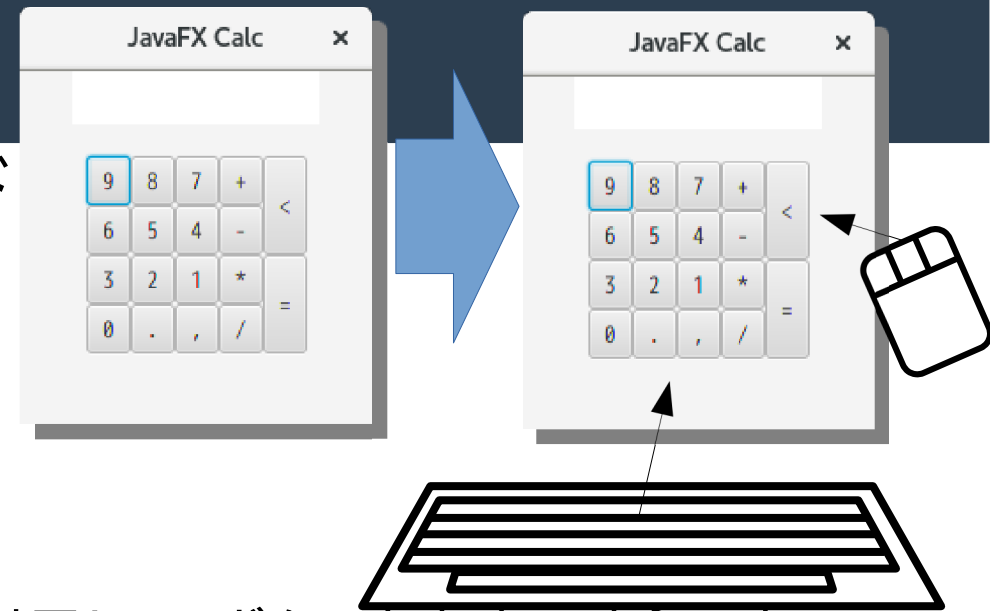 JavaFX Calc ×
9 8 7 + <
6 5 4 -
3 2 1 * =
0 . , /
JavaFX Calc ×
9 8 7 + <
6 5 4 -
3 2 1 * =
0 . , /